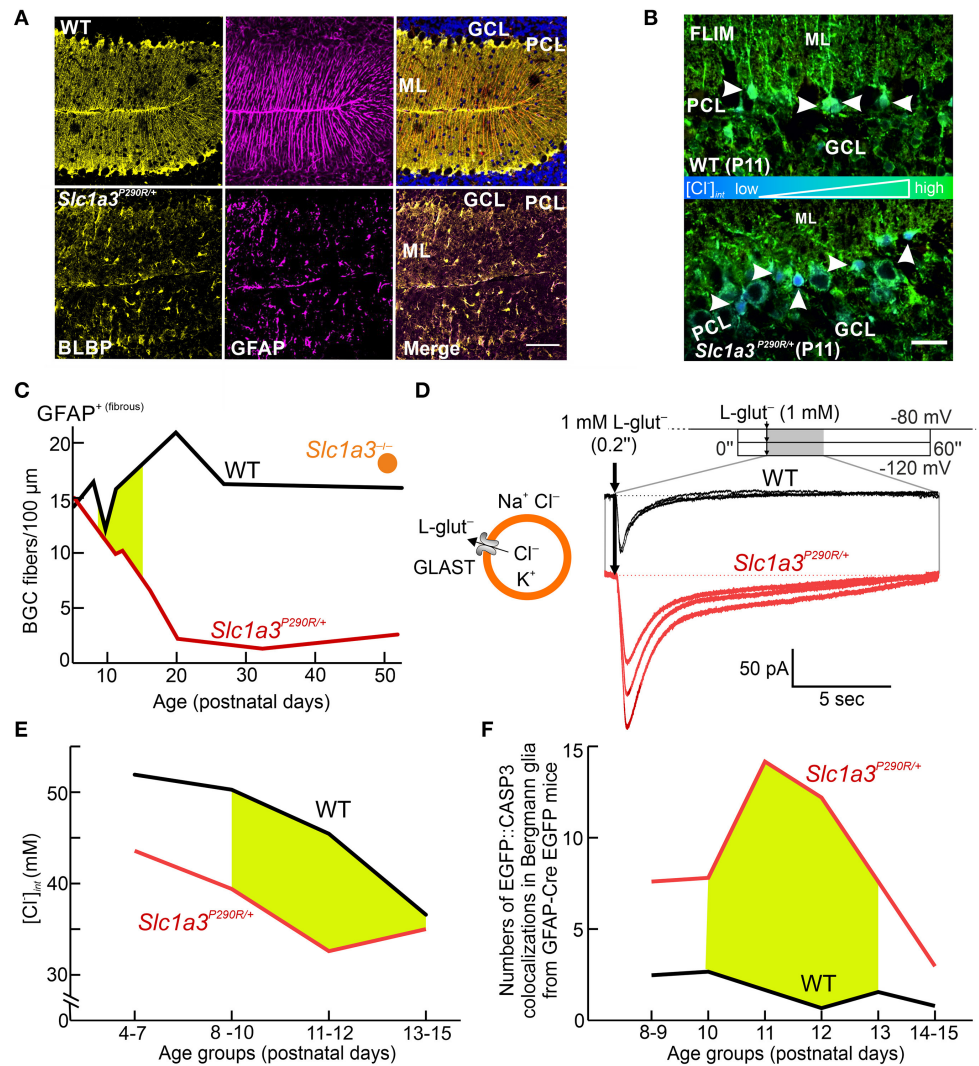 A
WT
GCL
PCL
ML
Slc1a3P290R/+
GCL
PCL
ML
BLBP
GFAP
Merge
B
FLIM
ML
PCL
GCL
WT (P11)
[Cl-]int low high
ML
PCL
GCL
Slc1a3 P290R/+ (P11)
C
GFAP+ (fibrous)
20
15
10
5
0
BGC fibers/100 µm
WT
Slc1a3–/–
Slc1a3P290R/+
10 20 30 40 50
Age (postnatal days)
D
1 mM L-glut–
(0.2")
L-glut– (1 mM)
-80 mV
0"
60"
-120 mV
WT
Na+ Cl–
L-glut–
GLAST
Cl–
K+
Slc1a3P290R/+
50 pA
5 sec
E
[Cl-]int (mM)
50
40
30
0
WT
Slc1a3P290R/+
4-7 8 -10 11-12 13-15
Age groups (postnatal days)
F
Numbers of EGFP::CASP3
colocalizations in Bergmann glia
from GFAP-Cre EGFP mice
15
10
5
0
Slc1a3P290R/+
WT
8-9 10 11 12 13 14-15
Age groups (postnatal days)